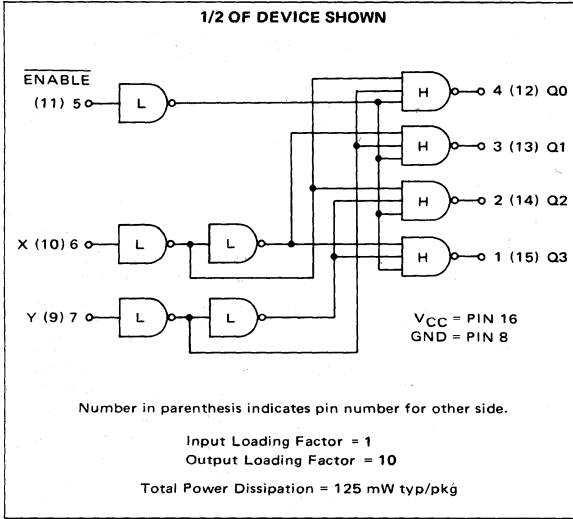 1/2 OF DEVICE SHOWN
ENABLE
(11) 5
L
H
4 (12) Q0
H
3 (13) Q1
H
2 (14) Q2
X (10) 6
L
L
H
1 (15) Q3
Y (9) 7
L
L
VCC = PIN 16
GND = PIN 8
Number in parenthesis indicates pin number for other side.
Input Loading Factor = 1
Output Loading Factor = 10
Total Power Dissipation = 125 mW typ/pkg